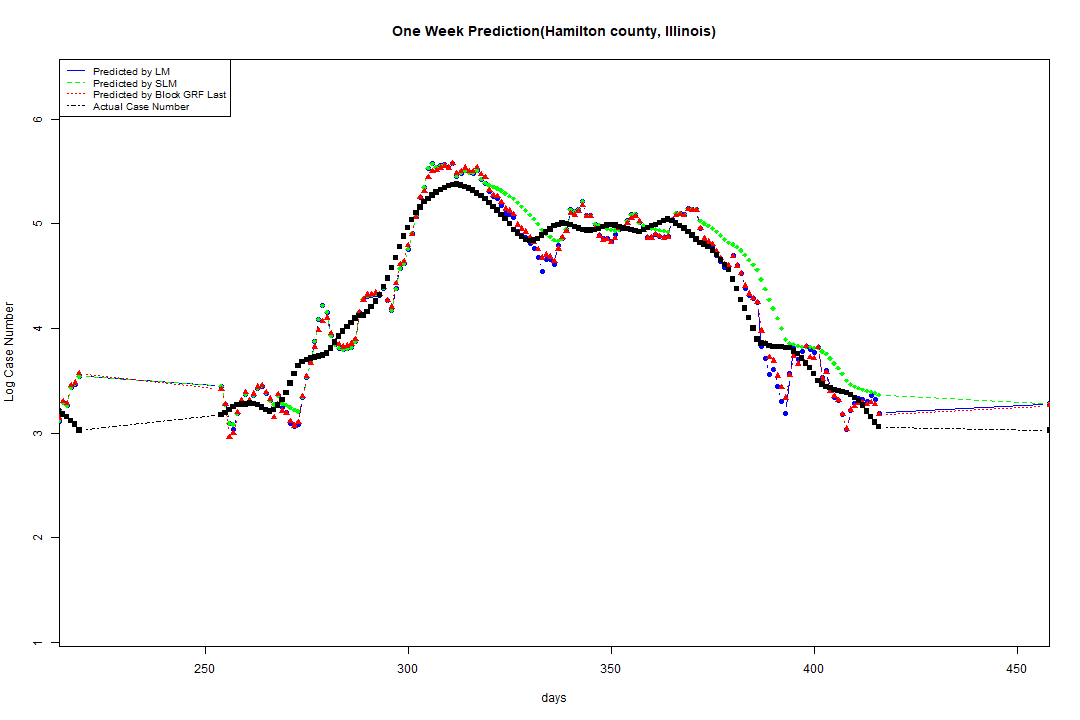 One Week Prediction(Hamilton county, Illinois)
Predicted by LM
Predicted by SLM
Predicted by Block GRF Last
Actual Case Number
Log Case Number
6
5
4
3
2
1
250 300 350 400 450
days